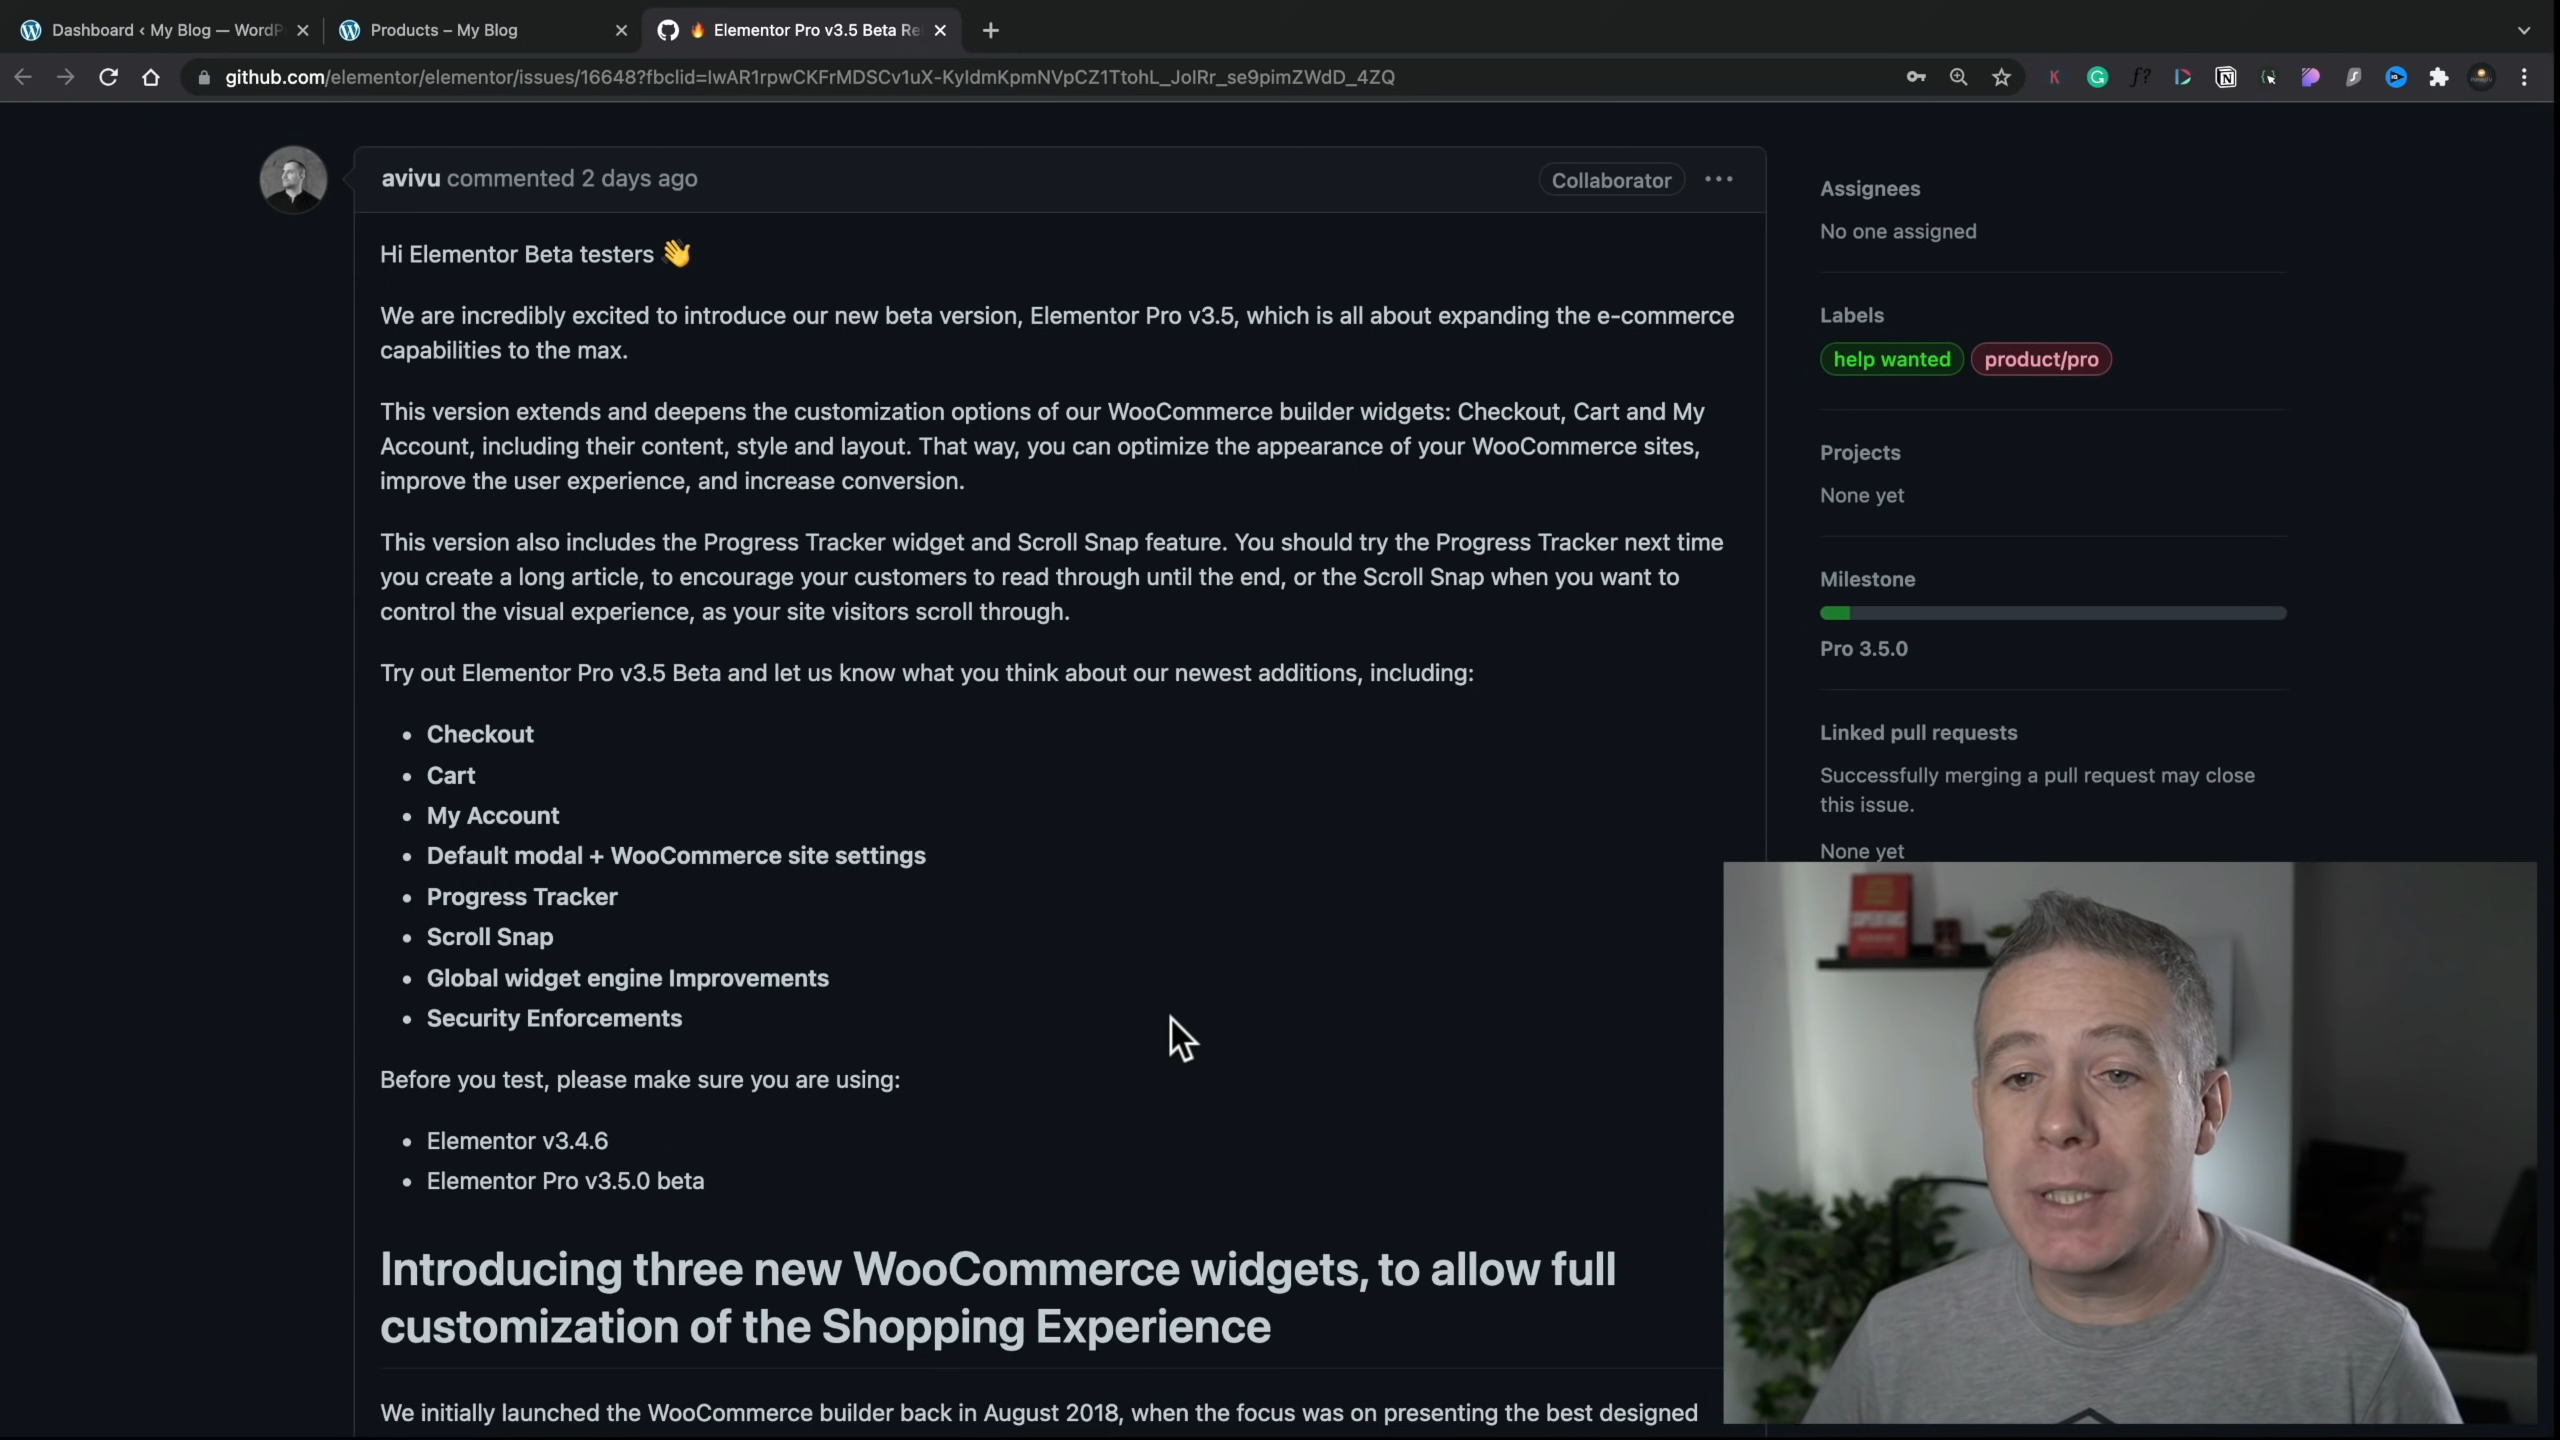 Dashboard ‹ My Blog — WordP
Products – My Blog
🔥 Elementor Pro v3.5 Beta Re
github.com/elementor/elementor/issues/16648?fbclid=IwAR1rpwCKFrMDSCv1uX-KyIdmKpmNVpCZ1TtohL_JoIRr_se9pimZWdD_4ZQ
avivu commented 2 days ago
Collaborator
Hi Elementor Beta testers 👋
We are incredibly excited to introduce our new beta version, Elementor Pro v3.5, which is all about expanding the e-commerce
capabilities to the max.
This version extends and deepens the customization options of our WooCommerce builder widgets: Checkout, Cart and My
Account, including their content, style and layout. That way, you can optimize the appearance of your WooCommerce sites,
improve the user experience, and increase conversion.
This version also includes the Progress Tracker widget and Scroll Snap feature. You should try the Progress Tracker next time
you create a long article, to encourage your customers to read through until the end, or the Scroll Snap when you want to
control the visual experience, as your site visitors scroll through.
Try out Elementor Pro v3.5 Beta and let us know what you think about our newest additions, including:
• Checkout
• Cart
• My Account
• Default modal + WooCommerce site settings
• Progress Tracker
• Scroll Snap
• Global widget engine Improvements
• Security Enforcements
Before you test, please make sure you are using:
• Elementor v3.4.6
• Elementor Pro v3.5.0 beta
Introducing three new WooCommerce widgets, to allow full
customization of the Shopping Experience
We initially launched the WooCommerce builder back in August 2018, when the focus was on presenting the best designed
Assignees
No one assigned
Labels
help wanted
product/pro
Projects
None yet
Milestone
Pro 3.5.0
Linked pull requests
Successfully merging a pull request may close
this issue.
None yet